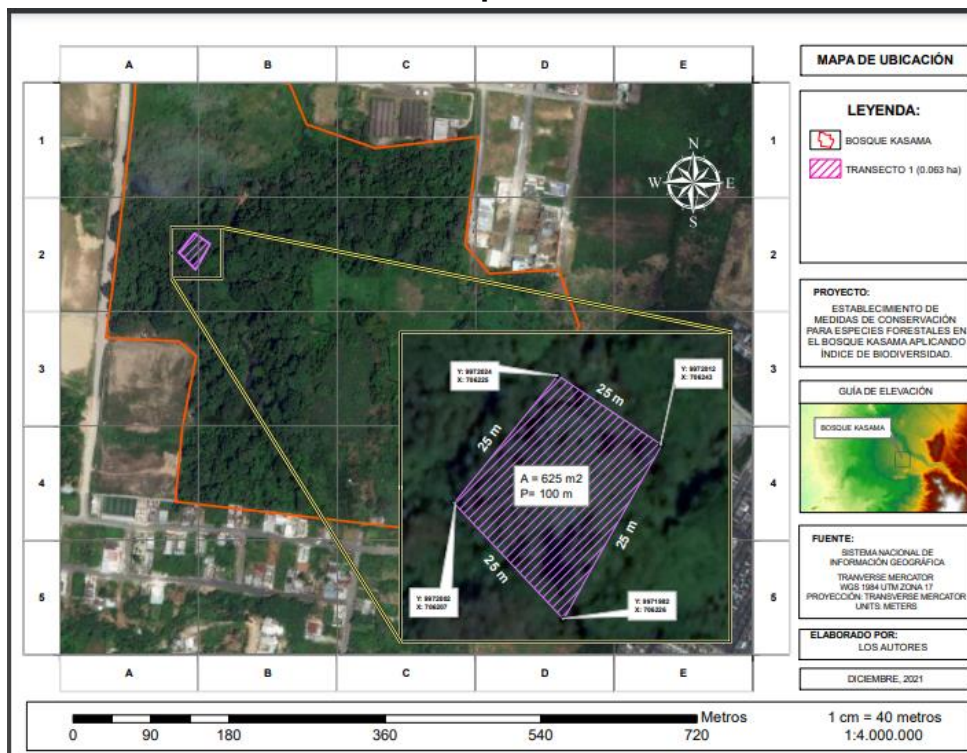 A B C D E
1
2
3
4
5
N
W E
S
Y: 9972024
X: 706225
Y: 9972012
X: 706243
25 m
25 m
A = 625 m2
P= 100 m
25 m
25 m
Y: 9972002
X: 706207
Y: 9971982
X: 706226
1
2
3
4
5
A B C D E
MAPA DE UBICACIÓN
LEYENDA:
BOSQUE KASAMA
TRANSECTO 1 (0.063 ha)
PROYECTO:
ESTABLECIMIENTO DE
MEDIDAS DE CONSERVACIÓN
PARA ESPECIES FORESTALES EN
EL BOSQUE KASAMA APLICANDO
ÍNDICE DE BIODIVERSIDAD.
GUÍA DE ELEVACIÓN
BOSQUE KASAMA
FUENTE:
SISTEMA NACIONAL DE
INFORMACIÓN GEOGRÁFICA
TRANVERSE MERCATOR
WGS 1984 UTM ZONA 17
PROYECCIÓN: TRANSVERSE MERCATOR
UNITS: METERS
ELABORADO POR:
LOS AUTORES
DICIEMBRE, 2021
Metros
0 90 180 360 540 720
1 cm = 40 metros
1:4.000.000